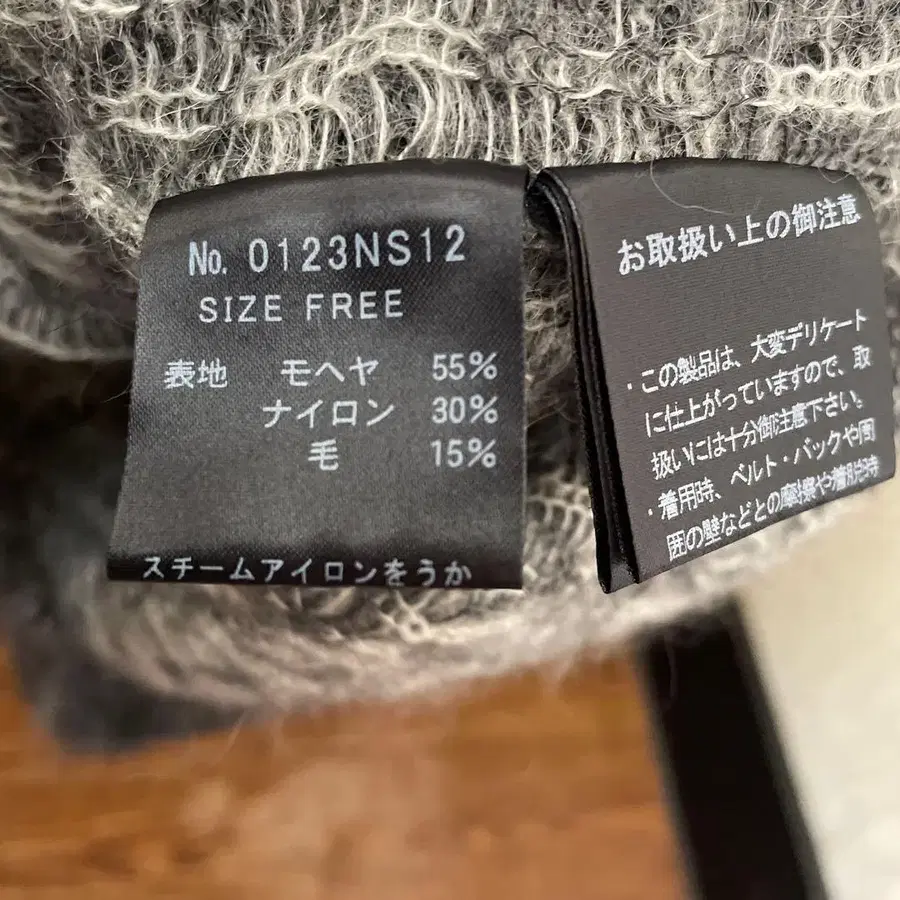 No. 0123NS12
SIZE FREE
表地 モヘヤ 55%
ナイロン 30%
毛 15%
スチームアイロンをうか
お取扱い上の御注意
・この製品は、大変デリケート
に仕上がっていますので、取
扱いには十分御注意下さい。
・着用時、ベルト・バックや周
囲の壁などとの摩擦や着脱時